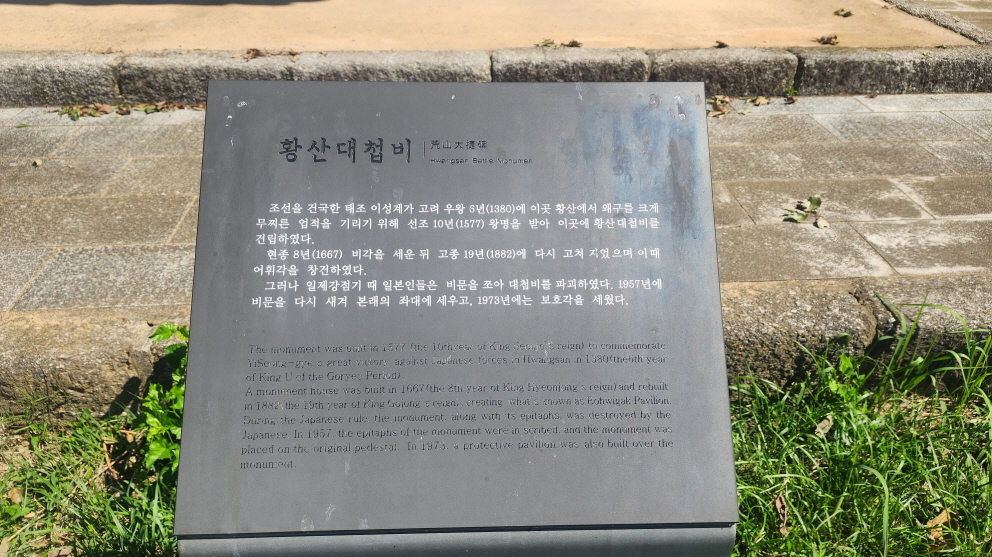 황산대첩비
荒山大捷碑
Hwangsan Battle Monument
조선을 건국한 태조 이성계가 고려 우왕 6년(1380)에 이곳 황산에서 왜구를 크게
무찌른 업적을 기리기 위해 선조 10년(1577) 왕명을 받아 이곳에 황산대첩비를
건립하였다.
현종 8년(1667) 비각을 세운 뒤 고종 19년(1882)에 다시 고쳐 지었으며 이때
어휘각을 창건하였다.
그러나 일제강점기 때 일본인들은 비문을 쪼아 대첩비를 파괴하였다. 1957년에
비문을 다시 새겨 본래의 좌대에 세우고, 1973년에는 보호각을 세웠다.
The monument was built in 1577 (the 10th year of King Seonjo's reign) to commemorate
YiSeong-gye's great victory against Japanese forces in Hwangsan in 1380(the 6th year
of King U of the Goryeo Period)
A monument house was built in 1667(the 8th year of King Hyeonjong's reign) and rebuilt
in 1882 the 19th year of King Gojong's reign, creating what's known as Eohwigak Pavilion.
During the Japanese rule, the monument, along with its epitaphs, was destroyed by the
Japanese. In 1957, the epitaphs of the monument were inscribed, and the monument was
placed on the original pedestal. In 1973, a protective pavilion was also built over the
monument.